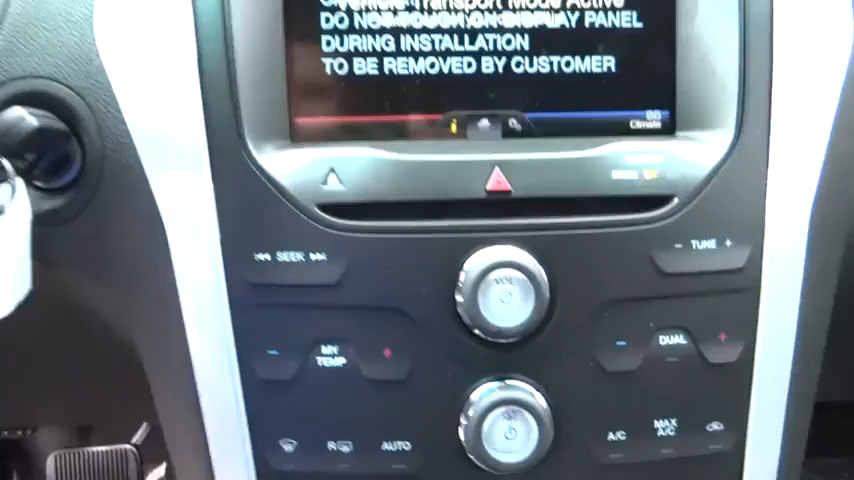 Vehicle Transport Mode Active
DO NOT TOUCH ON DISPLAY PANEL
DURING INSTALLATION
TO BE REMOVED BY CUSTOMER
Climate
SEEK
VOL
- TUNE +
- MY TEMP +
- DUAL +
R
AUTO
A/C
MAX A/C